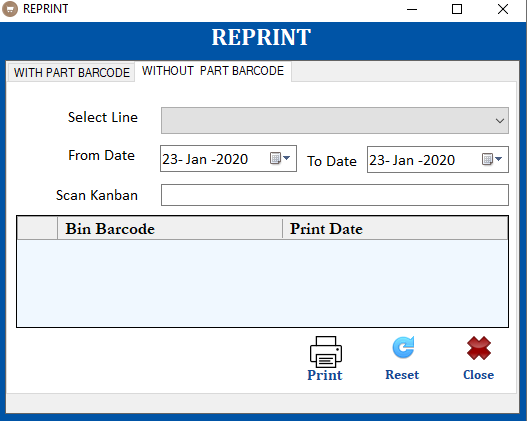 REPRINT
REPRINT
WITH PART BARCODE WITHOUT PART BARCODE
Select Line
From Date 23- Jan -2020 To Date 23- Jan -2020
Scan Kanban
Bin Barcode Print Date
Print Reset Close